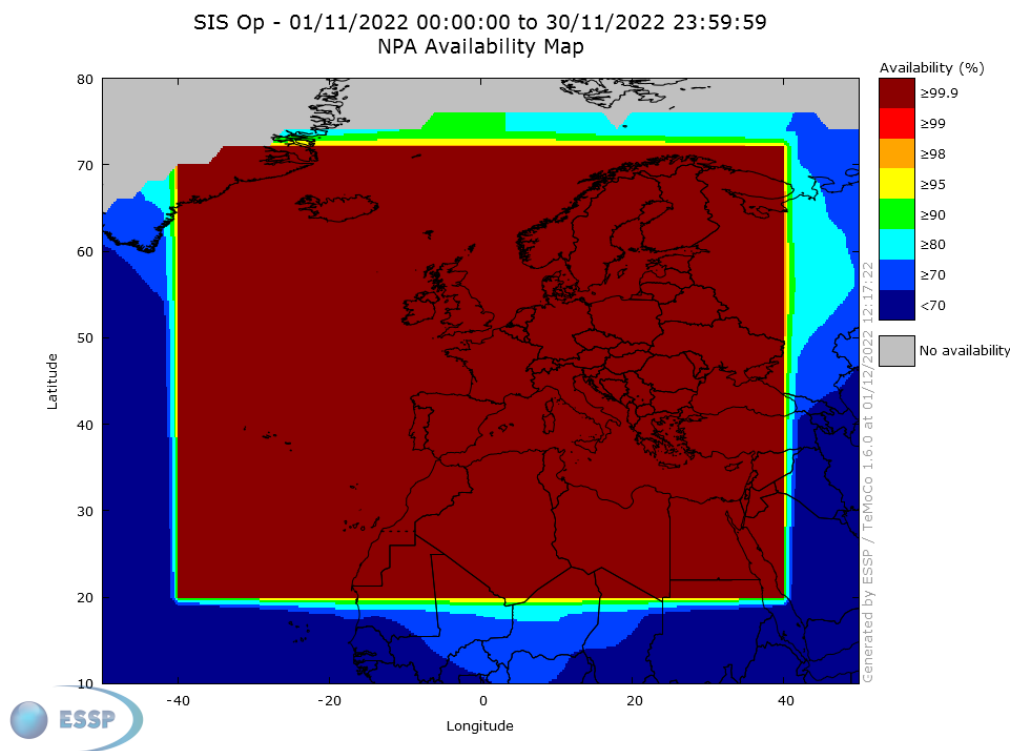 SIS Op - 01/11/2022 00:00:00 to 30/11/2022 23:59:59
NPA Availability Map
Availability (%)
≥99.9
≥99
≥98
≥95
≥90
≥80
≥70
<70
No availability
80
70
60
50
40
30
20
10
Latitude
-40
-20
0
20
40
Longitude
Generated by ESSP / TeMoCo 1.6.0 at 01/12/2022 12:17:22
ESSP